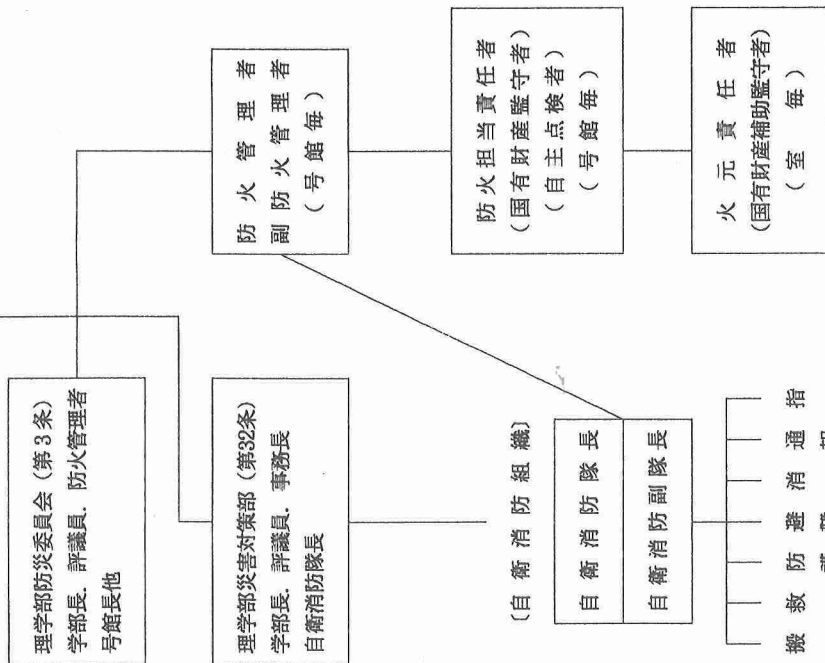 理学部防災委員会(第3条)
学部長.評議員.防火管理者
号館長他
理学部災害対策部(第32条)
学部長.評議員.事務長
自衛消防隊長
〔自衛消防組織〕
自衛消防隊長
自衛消防副隊長
指
通
消
避
防
救
搬
防火管理者
副防火管理者
(号館毎)
防火担当責任者
(国有財産監守者)
(自主点検者)
(号館毎)
火元責任者
(国有財産補助監守者)
(室毎)